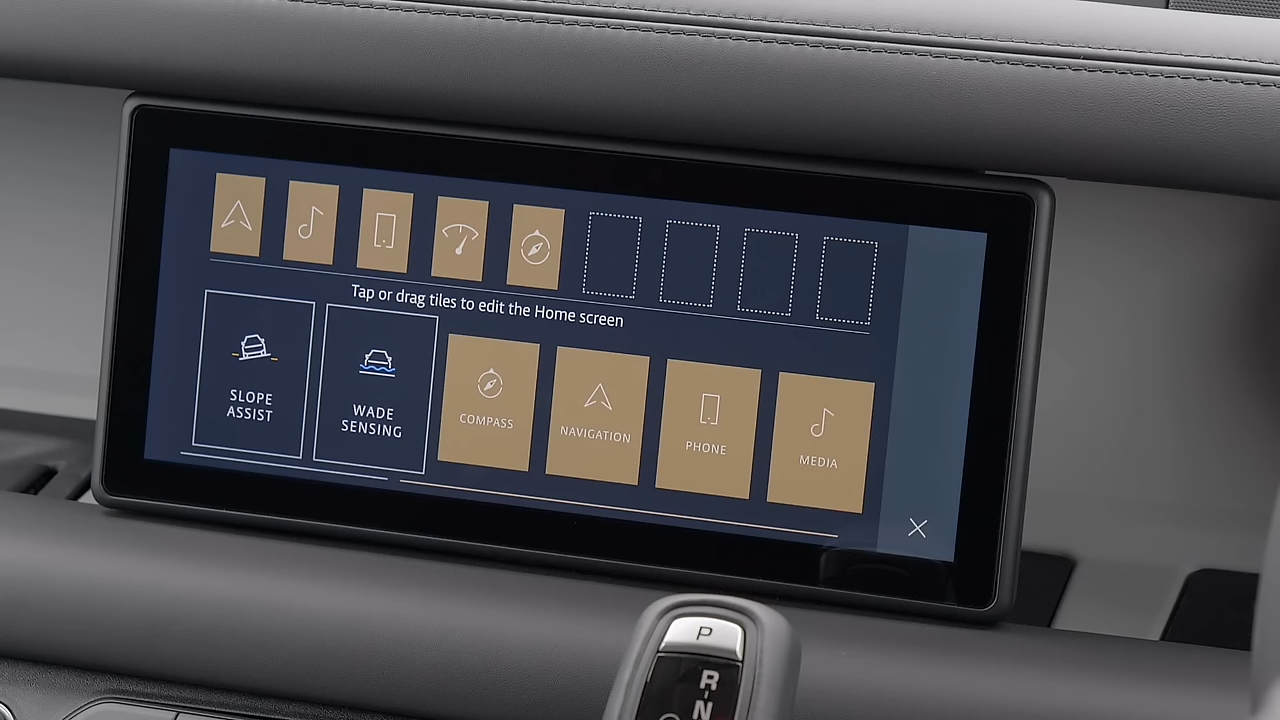 Tap or drag tiles to edit the Home screen
SLOPE
ASSIST
WADE
SENSING
COMPASS
NAVIGATION
PHONE
MEDIA
P
R
N